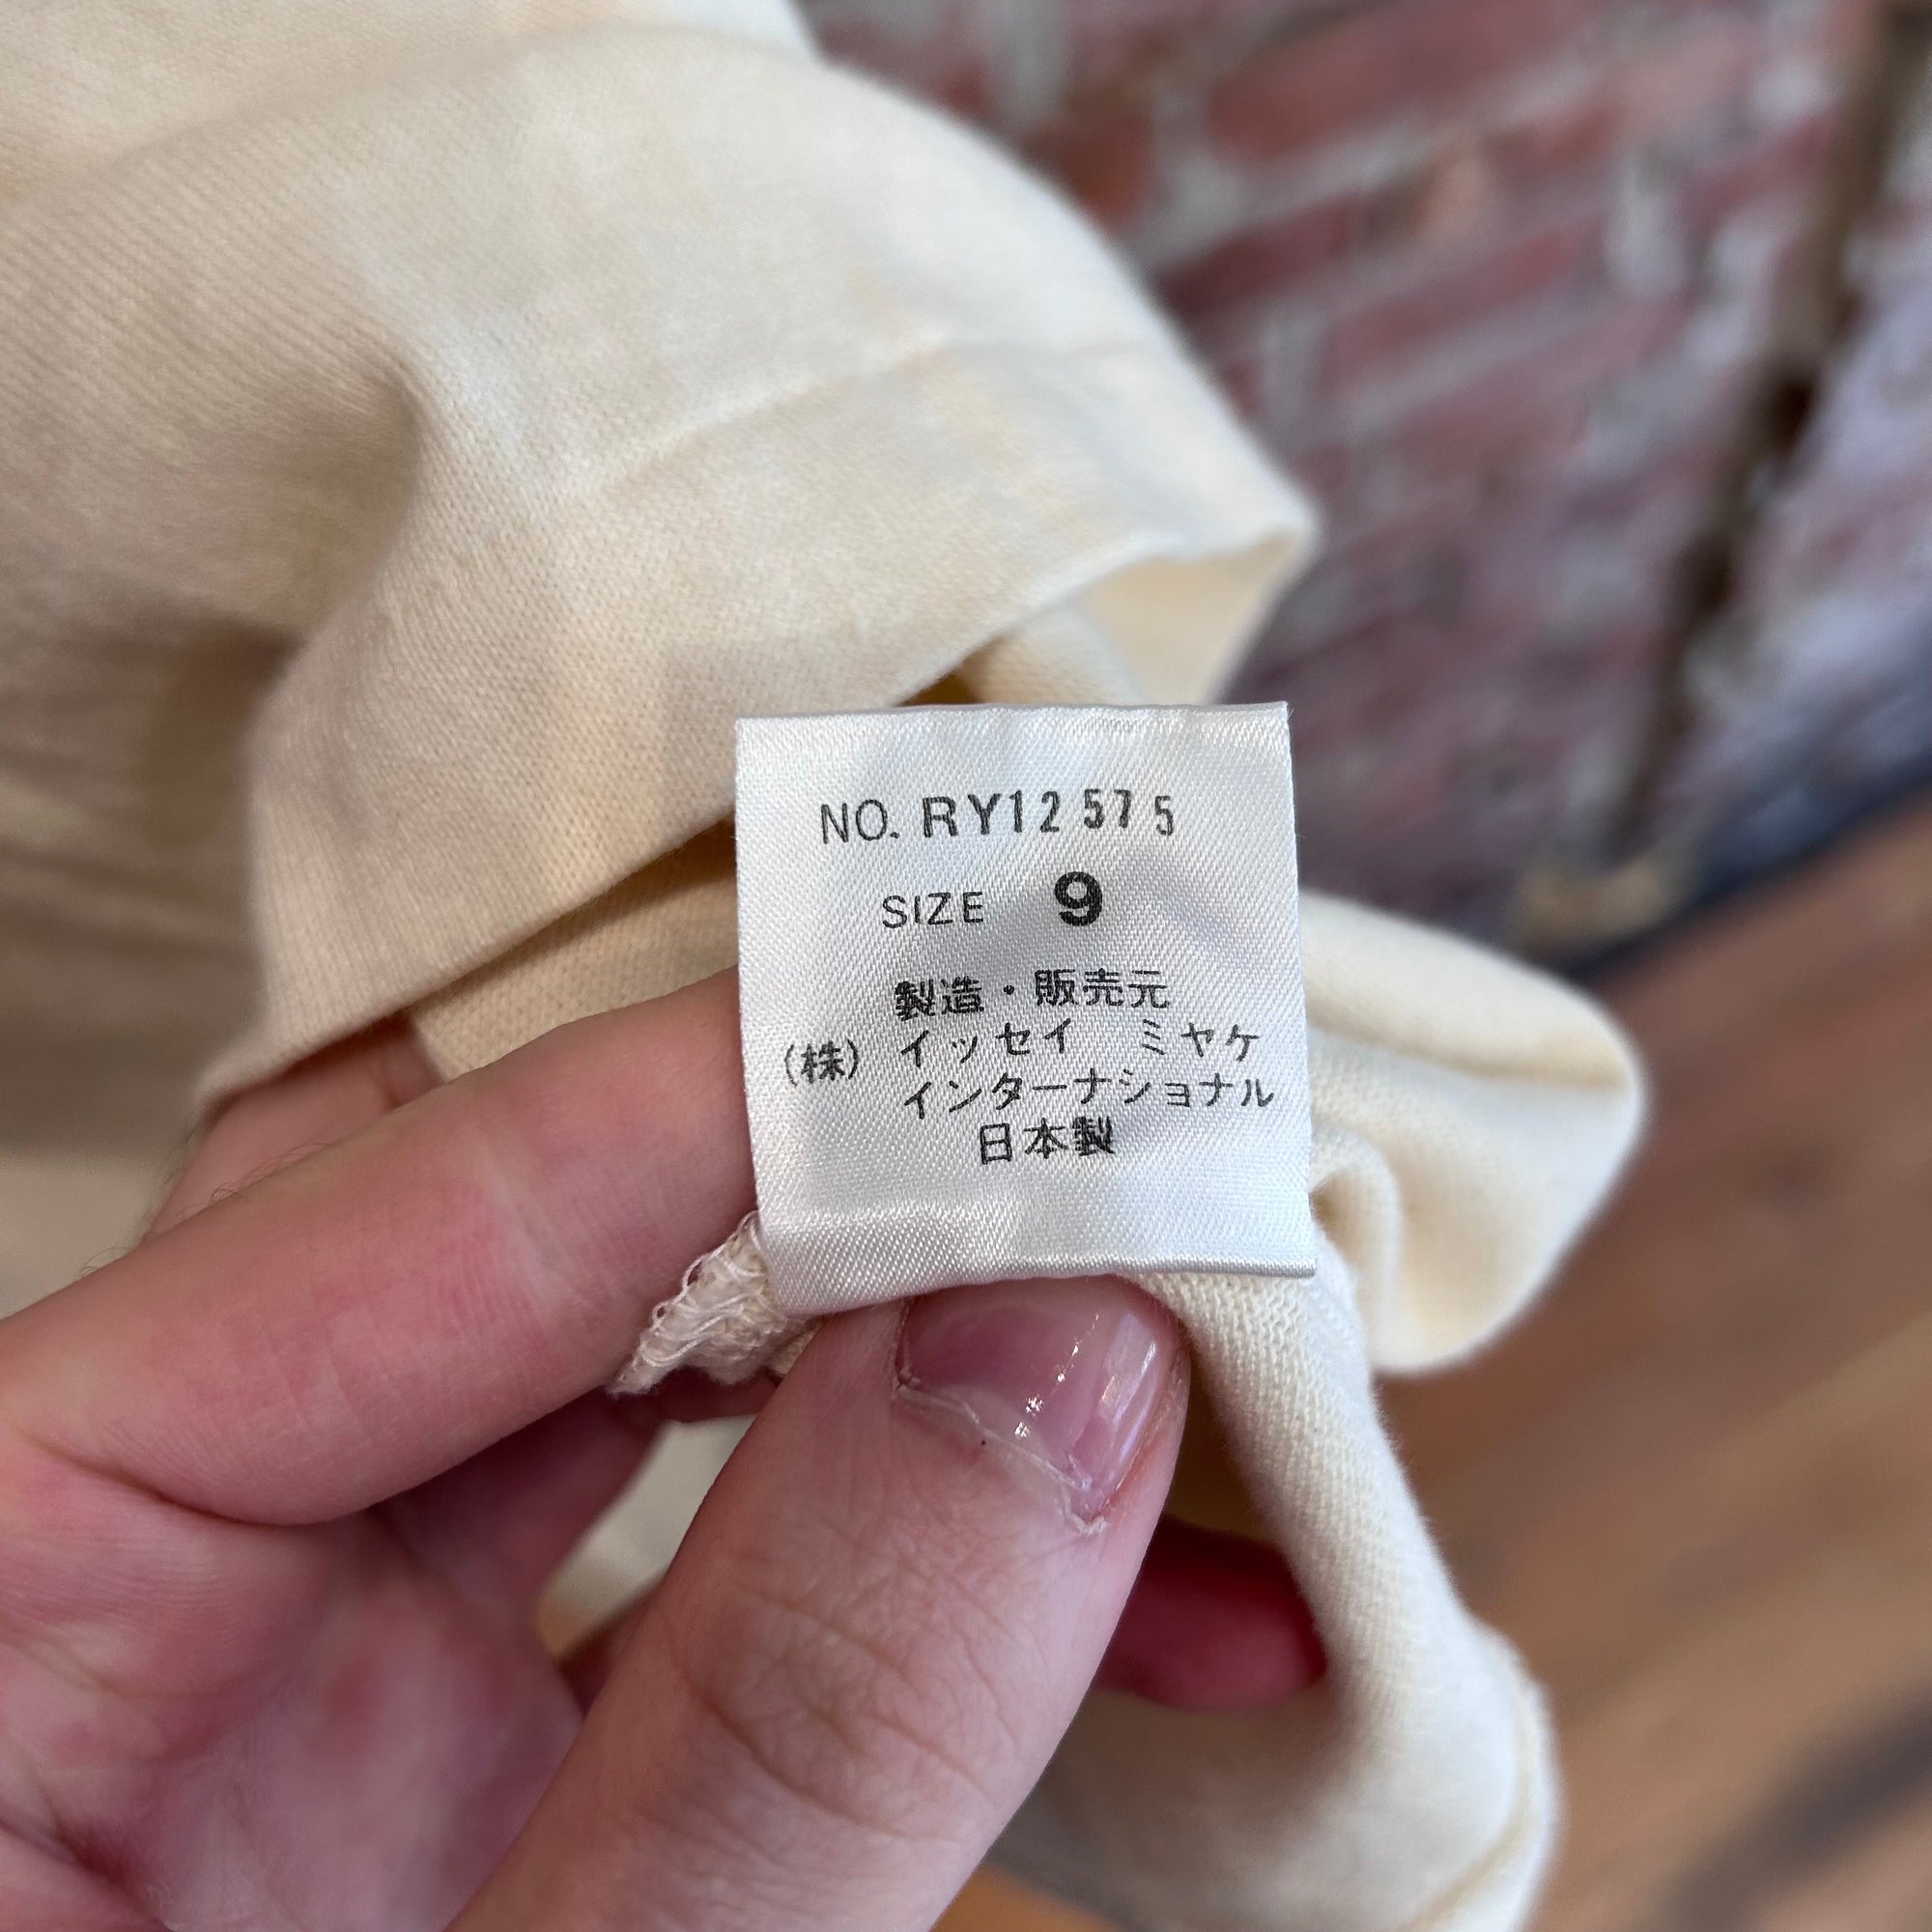 NO. RY12575
SIZE 9
製造・販売元
(株) イッセイ ミヤケ
インターナショナル
日本製